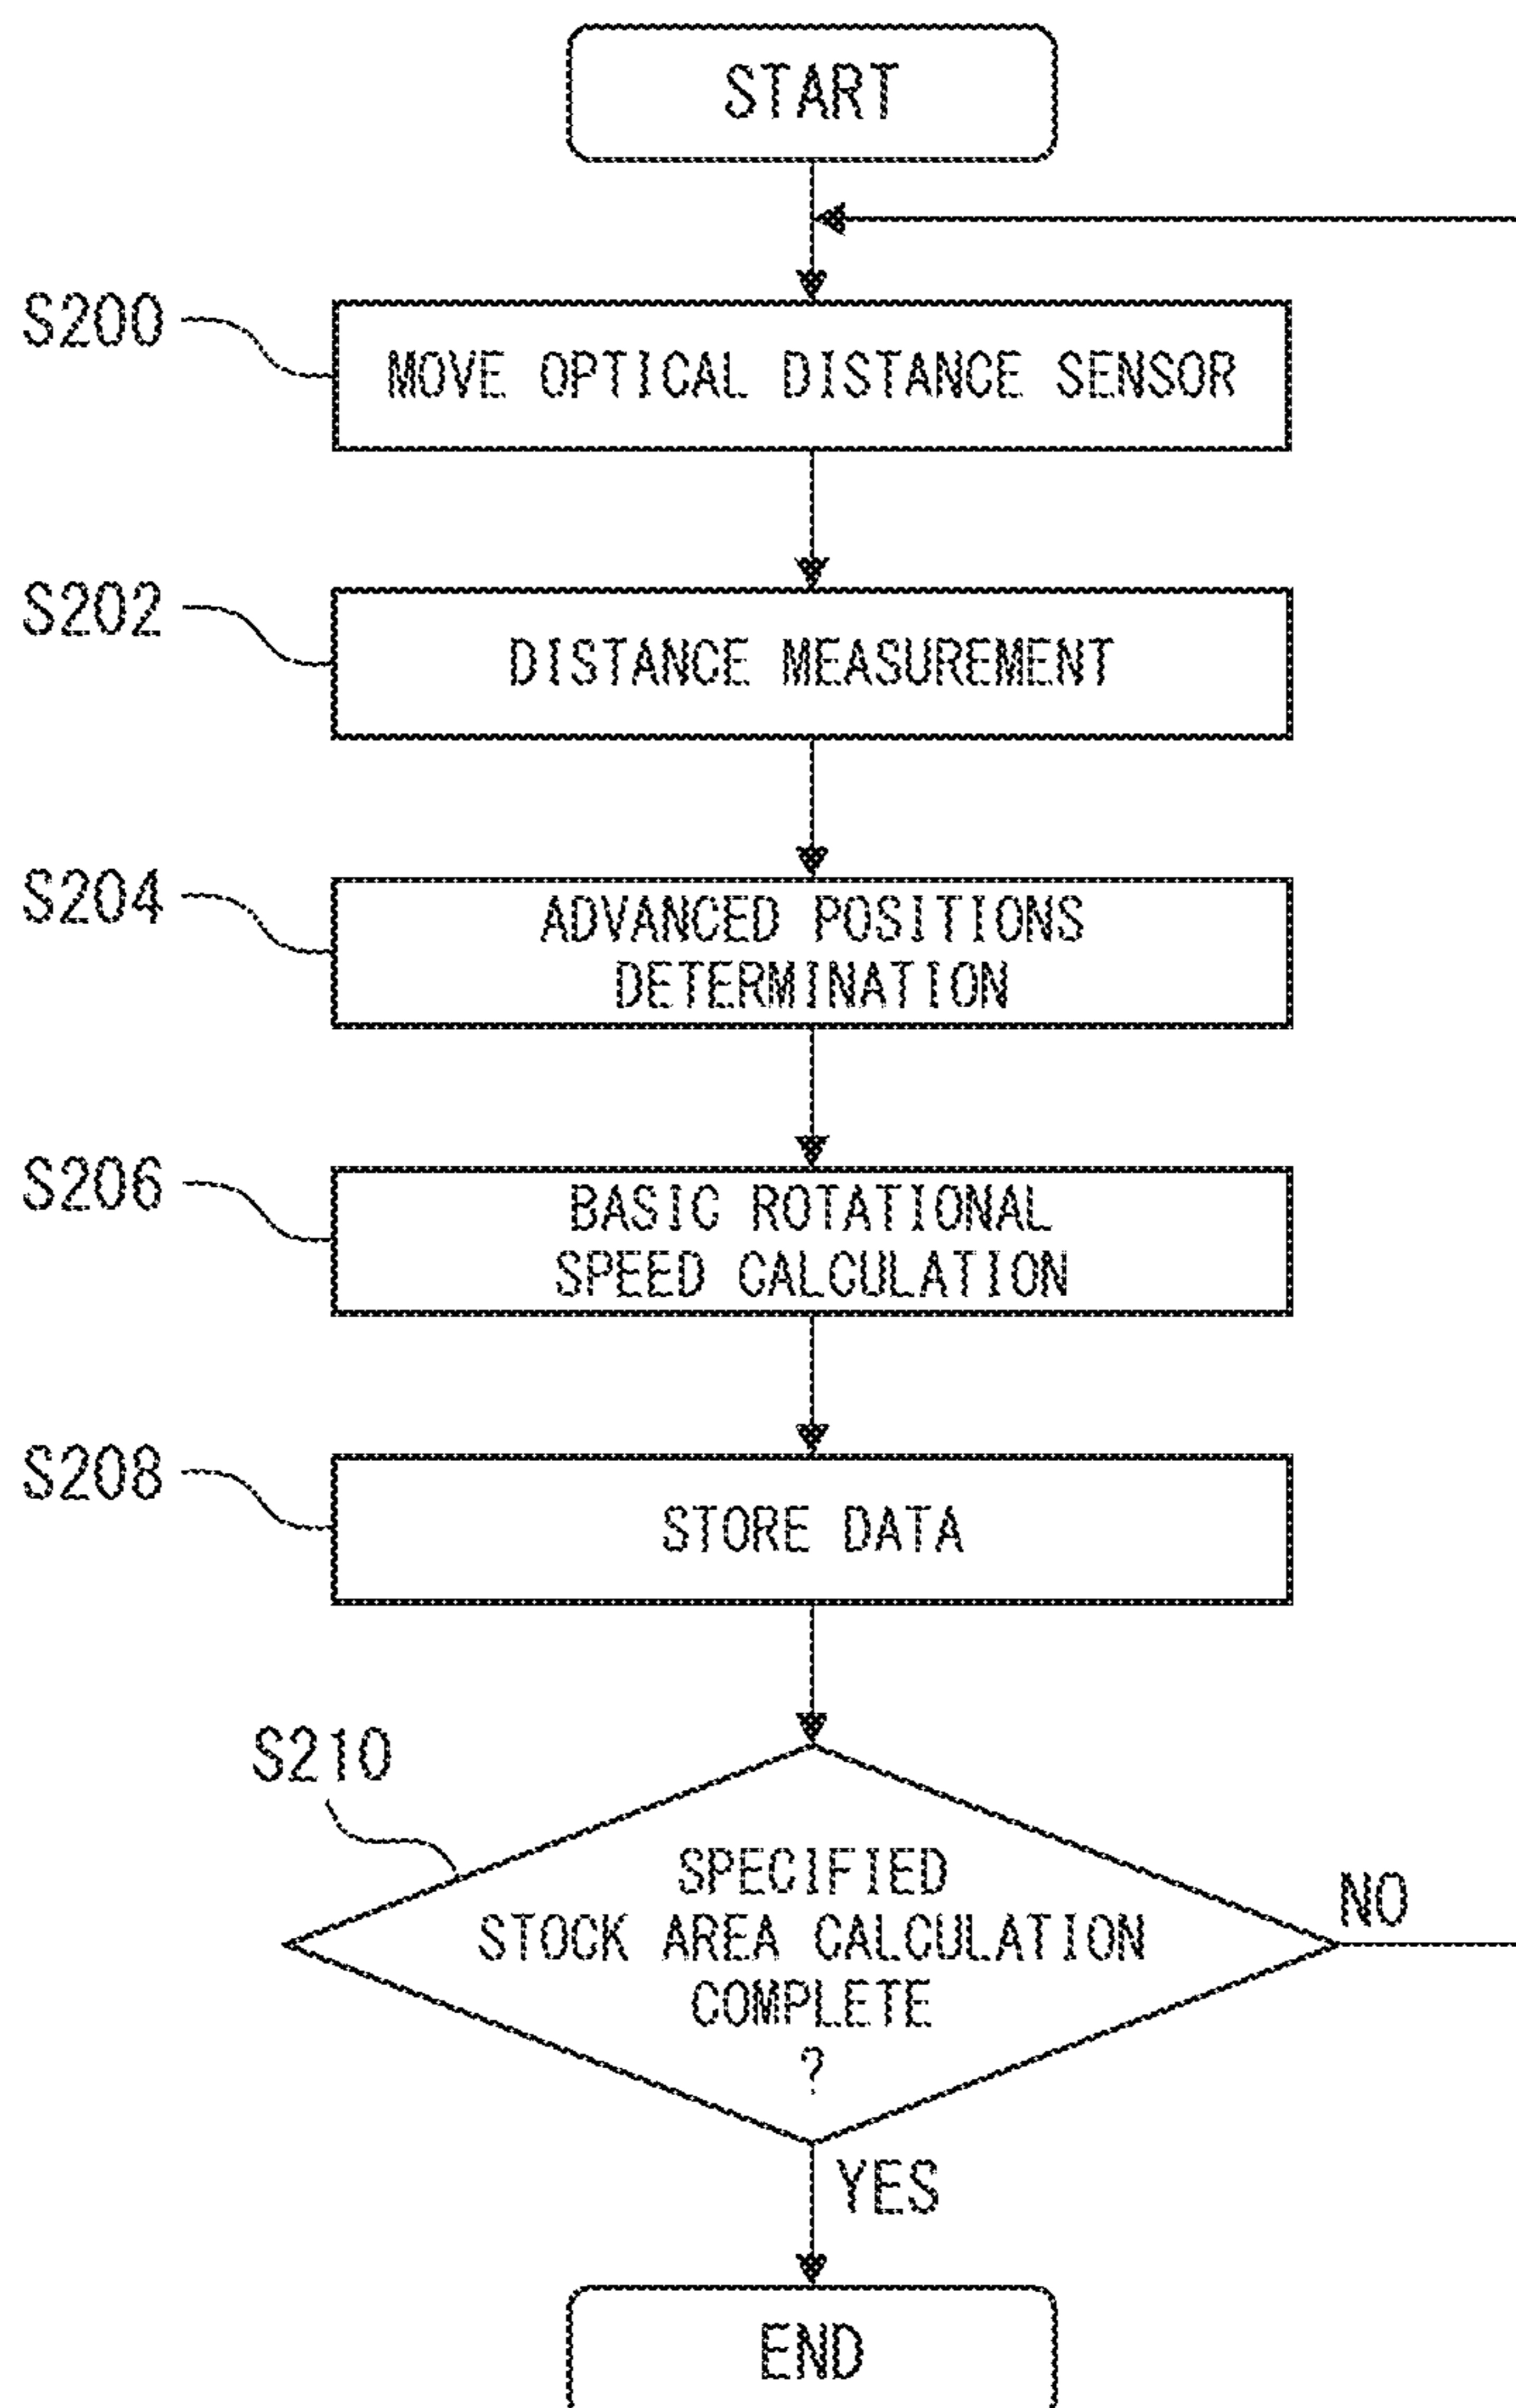 START
S200
MOVE OPTICAL DISTANCE SENSOR
S202
DISTANCE MEASUREMENT
S204
ADVANCED POSITIONS
DETERMINATION
S206
BASIC ROTATIONAL
SPEED CALCULATION
S208
STORE DATA
S210
SPECIFIED
STOCK AREA CALCULATION
COMPLETE
?
NO
YES
END